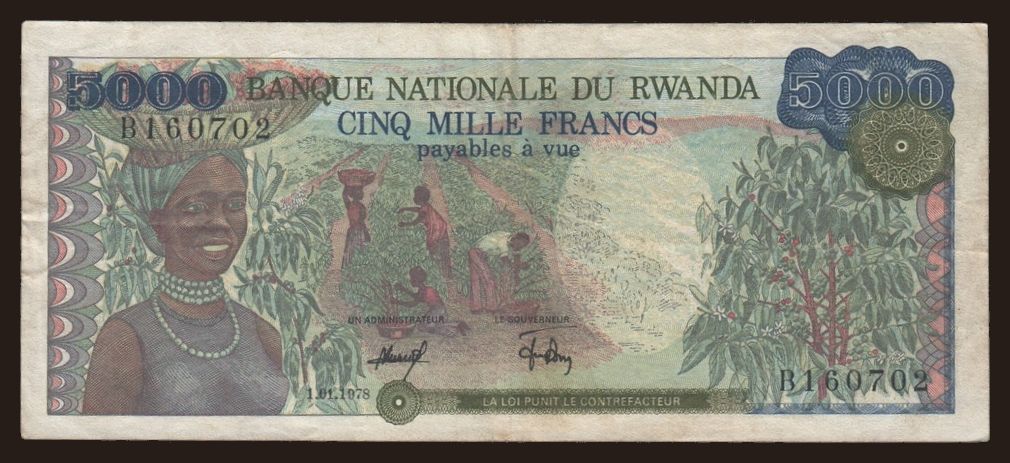 5000 BANQUE NATIONALE DU RWANDA 5000
B160702 CINQ MILLE FRANCS
payables à vue
UN ADMINISTRATEUR LE GOUVERNEUR
1.01.1978
B160702
LA LOI PUNIT LE CONTREFACTEUR